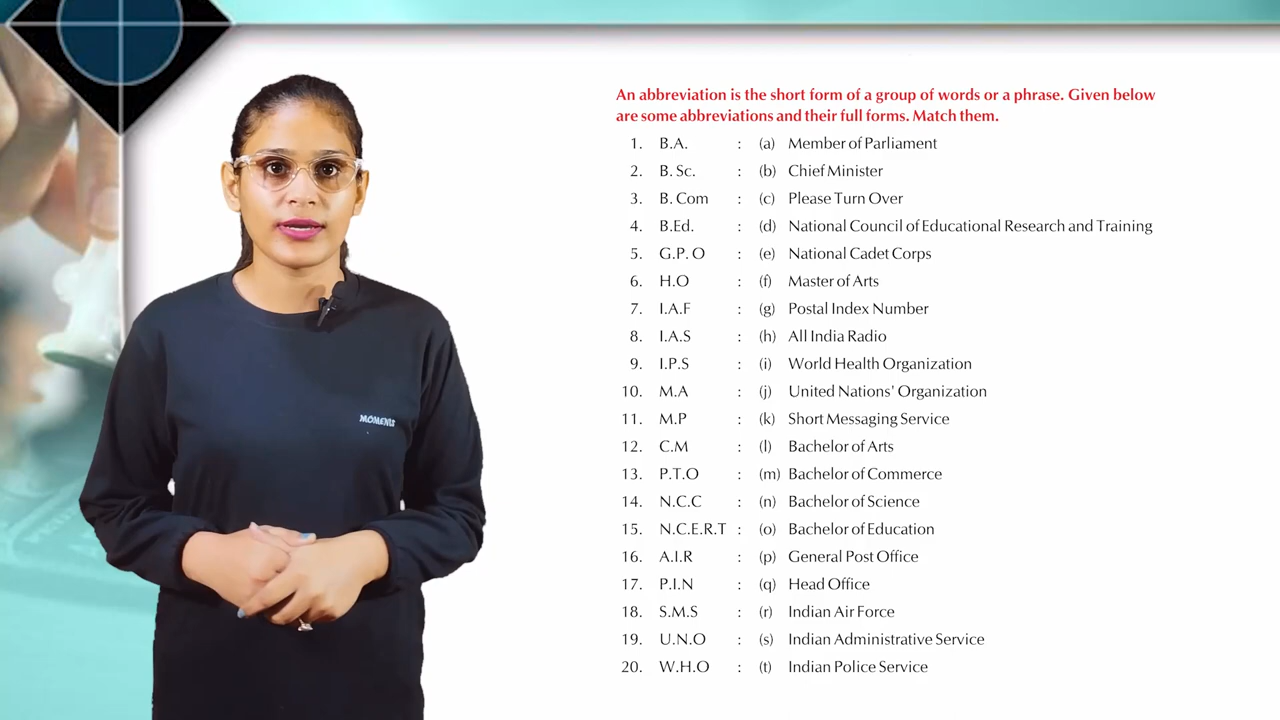 An abbreviation is the short form of a group of words or a phrase. Given below
are some abbreviations and their full forms. Match them.
1. B.A. : (a) Member of Parliament
2. B. Sc. : (b) Chief Minister
3. B. Com : (c) Please Turn Over
4. B.Ed. : (d) National Council of Educational Research and Training
5. G.P. O : (e) National Cadet Corps
6. H.O : (f) Master of Arts
7. I.A.F : (g) Postal Index Number
8. I.A.S : (h) All India Radio
9. I.P.S : (i) World Health Organization
10. M.A : (j) United Nations' Organization
11. M.P : (k) Short Messaging Service
12. C.M : (l) Bachelor of Arts
13. P.T.O : (m) Bachelor of Commerce
14. N.C.C : (n) Bachelor of Science
15. N.C.E.R.T : (o) Bachelor of Education
16. A.I.R : (p) General Post Office
17. P.I.N : (q) Head Office
18. S.M.S : (r) Indian Air Force
19. U.N.O : (s) Indian Administrative Service
20. W.H.O : (t) Indian Police Service
MOMENTS